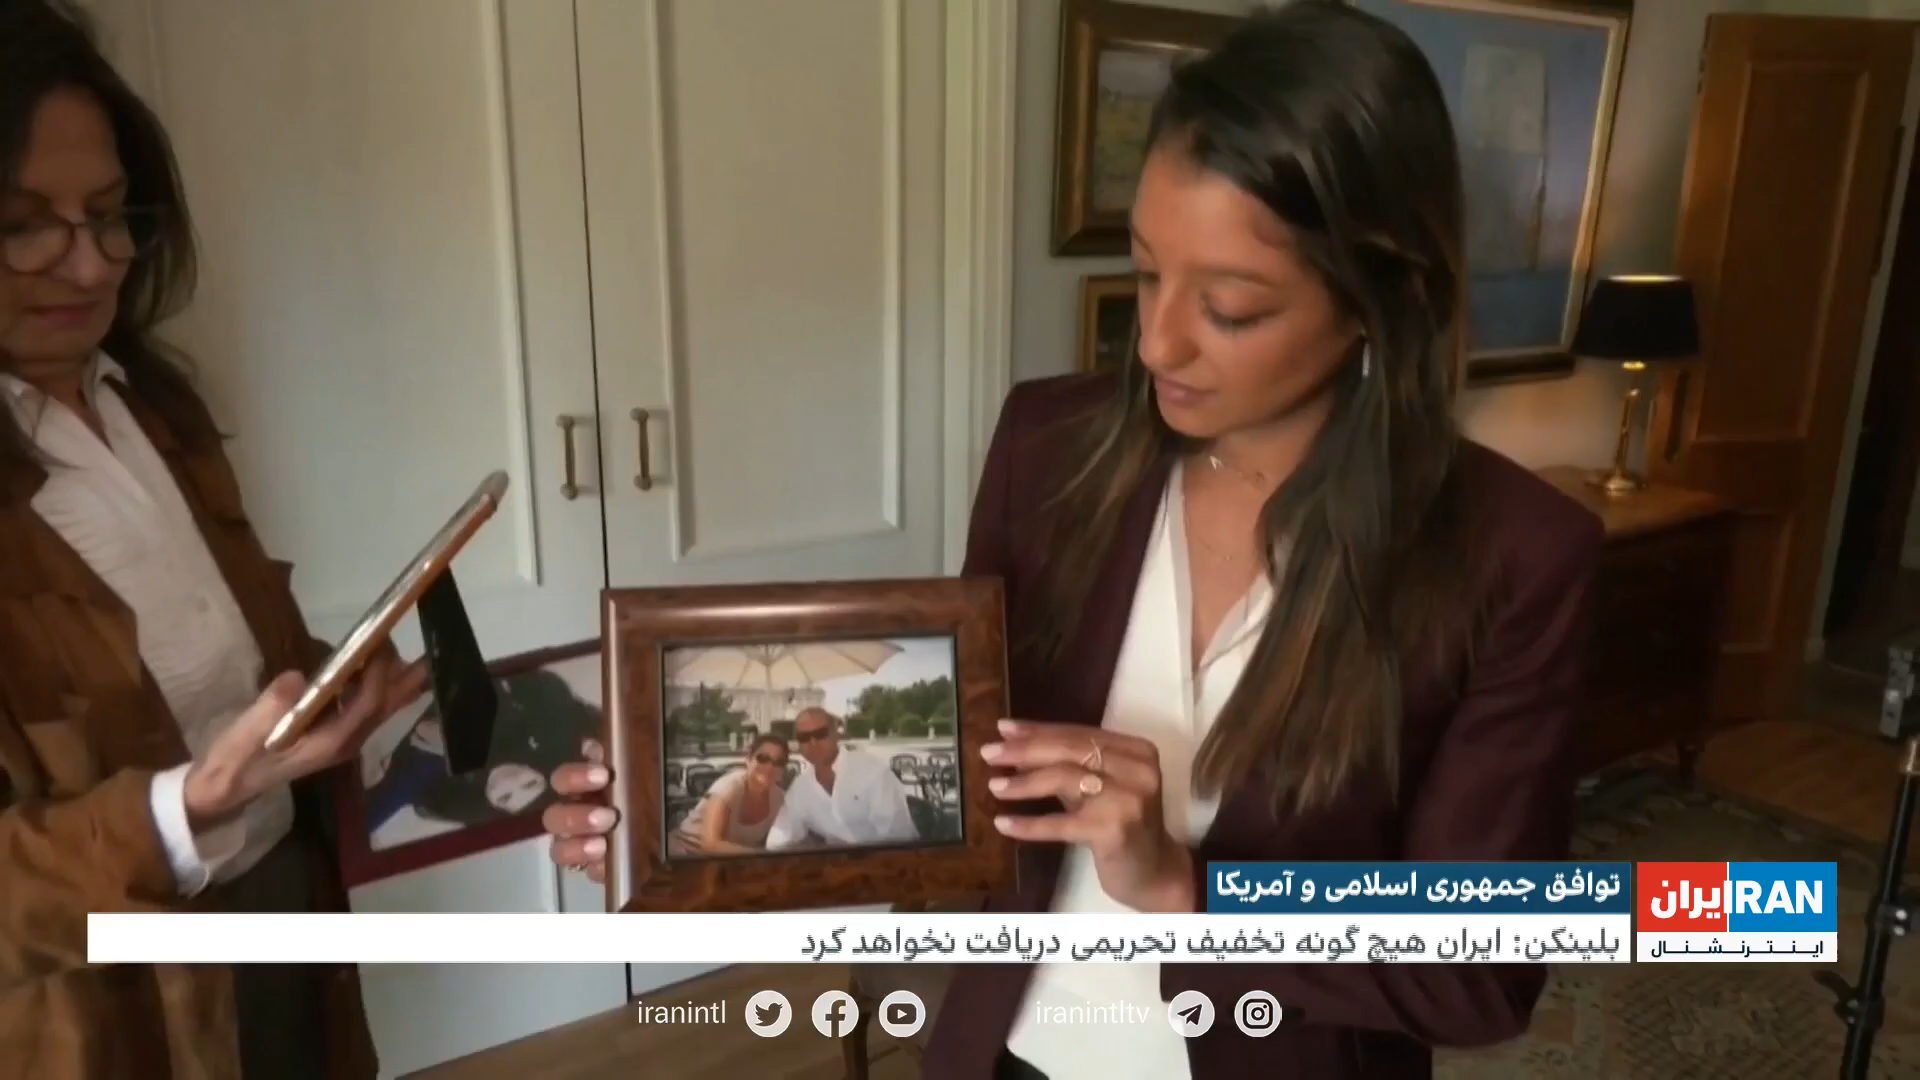 توافق جمهوری اسلامی و آمریکا
بلینکن: ایران هیچ گونه تخفیف تحریمی دریافت نخواهد کرد
ایران IRAN
اینترنشنال
iranintl
iranintltv